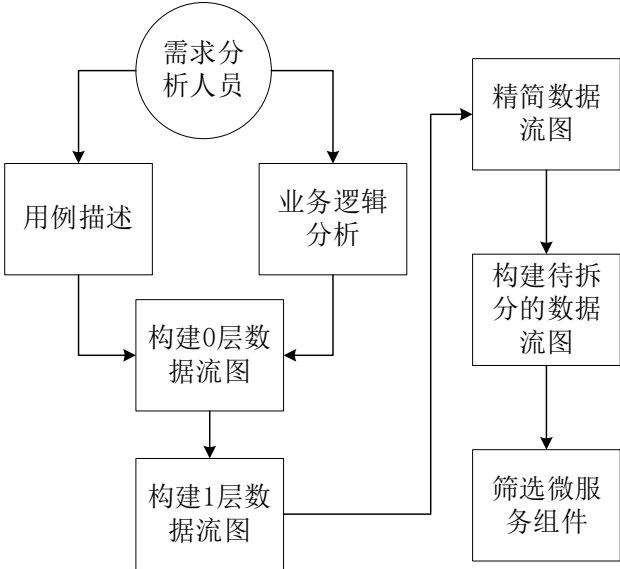 需求分
析人员
用例描述
业务逻辑
分析
构建0层数
据流图
构建1层数
据流图
精简数据
流图
构建待拆
分的数据
流图
筛选微服
务组件